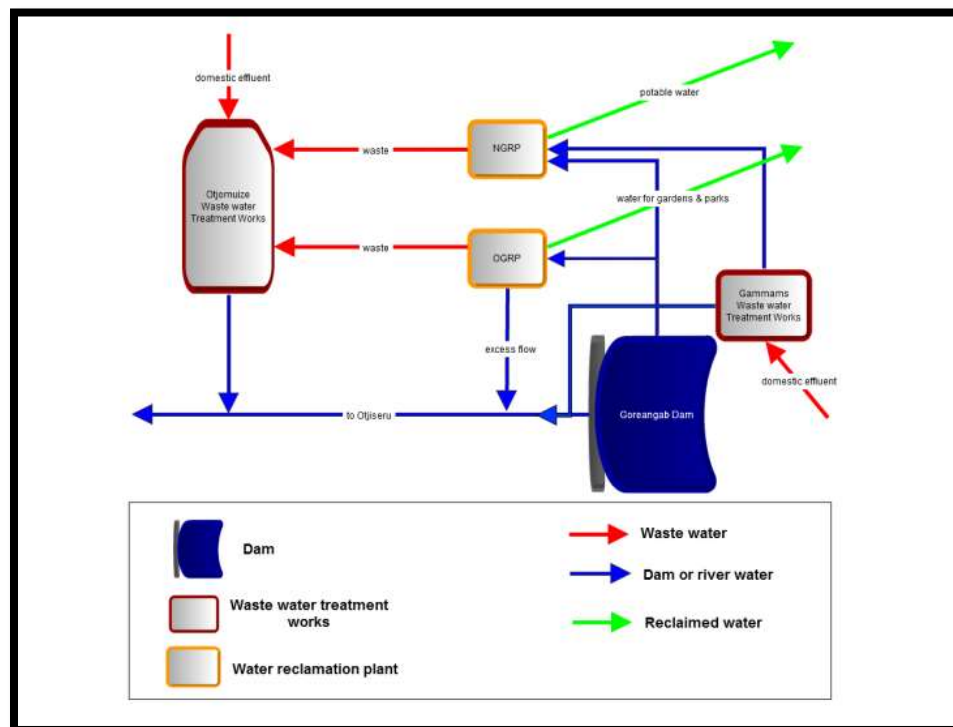 domestic effluent
potable water
waste
NGRP
Otjomuize
Waste water
Treatment Works
water for gardens & parks
waste
OGRP
Gammams
Waste water
Treatment Works
excess flow
domestic effluent
to Otjiseru
Goreangab Dam
Dam
Waste water treatment
works
Water reclamation plant
Waste water
Dam or river water
Reclaimed water